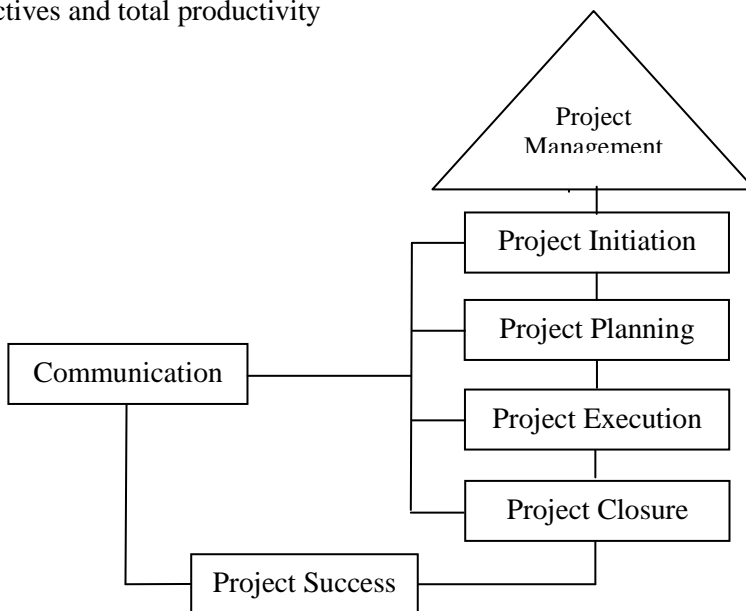 ctives and total productivity
Project
Management
Project Initiation
Project Planning
Communication
Project Execution
Project Closure
Project Success